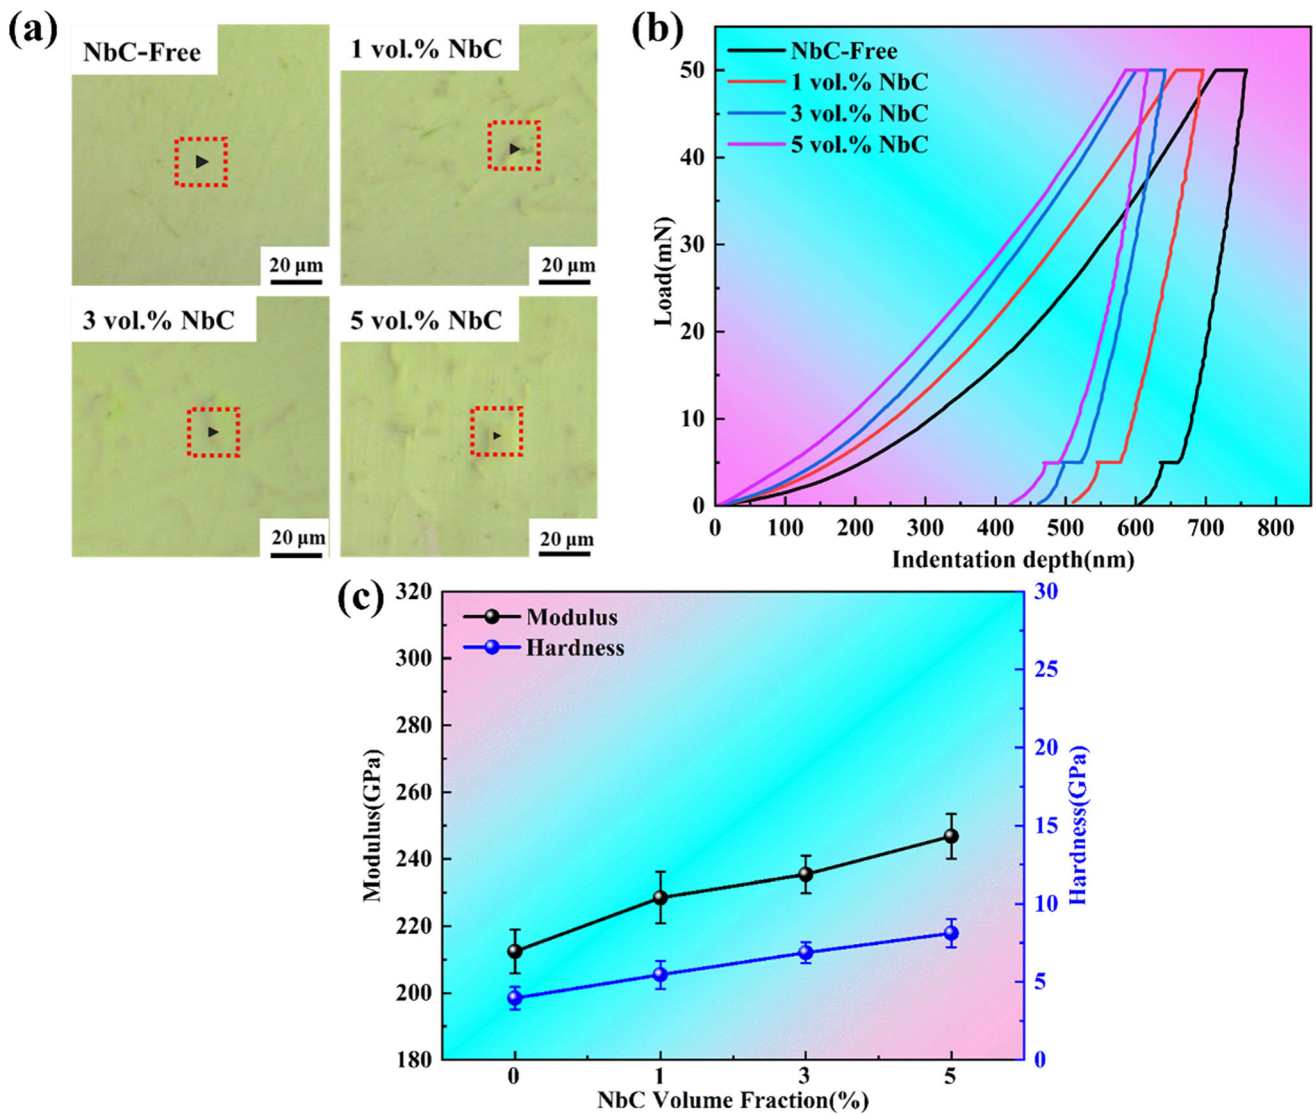 (a)
NbC-Free
20 μm
1 vol.% NbC
20 μm
3 vol.% NbC
20 μm
5 vol.% NbC
20 μm
(b)
NbC-Free
1 vol.% NbC
3 vol.% NbC
5 vol.% NbC
Load(mN)
50
40
30
20
10
0
0 100 200 300 400 500 600 700 800
Indentation depth(nm)
(c)
Modulus
Hardness
Modulus(GPa)
320
300
280
260
240
220
200
180
Hardness(GPa)
30
25
20
15
10
5
0
0 1 3 5
NbC Volume Fraction(%)